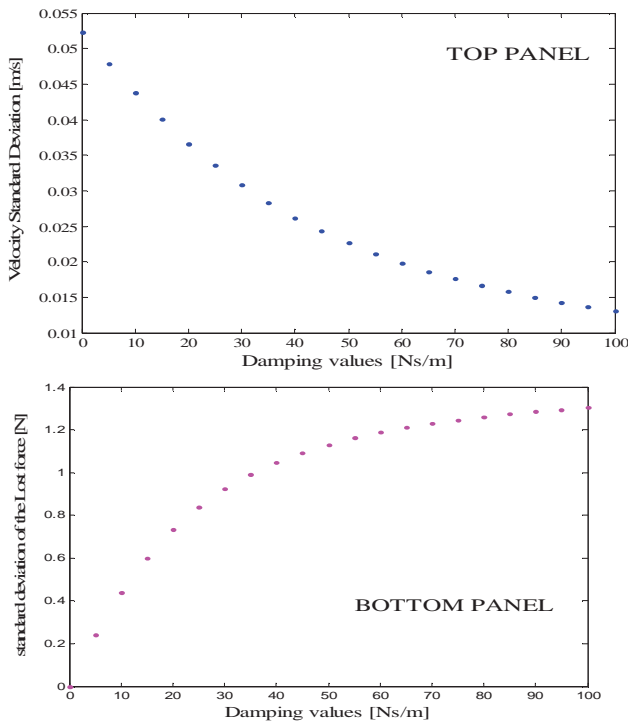 0.055
TOP PANEL
0.05
0.045
0.04
0.035
0.03
0.025
0.02
0.015
0.01
Velocity Standard Deviation [m/s]
0 10 20 30 40 50 60 70 80 90 100
Damping values [Ns/m]
1.4
1.2
1
0.8
0.6
0.4
0.2
0
standard deviation of the Lost force [N]
BOTTOM PANEL
0 10 20 30 40 50 60 70 80 90 100
Damping values [Ns/m]